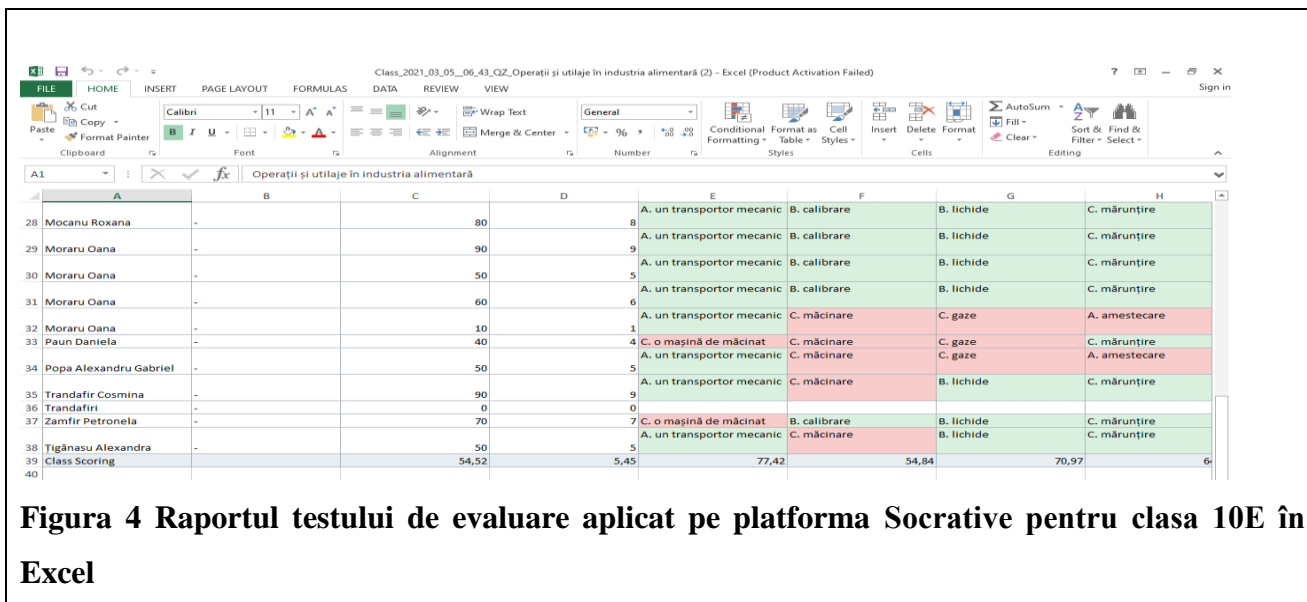 Class_2021_03_05__06_43_QZ_Operații și utilaje în industria alimentară (2) - Excel (Product Activation Failed)
FILE HOME INSERT PAGE LAYOUT FORMULAS DATA REVIEW VIEW Sign in
Cut Calibri 11 Wrap Text General AutoSum
Copy Fill
Paste Format Painter Merge & Center Conditional Formatting Format as Table Cell Styles Insert Delete Format Clear Sort & Filter Find & Select
Clipboard Font Alignment Number Styles Cells Editing
A1 fx Operații și utilaje în industria alimentară
A B C D E F G H
28 Mocanu Roxana - 80 8 A. un transportor mecanic B. calibrare B. lichide C. mărunțire
29 Moraru Oana - 90 9 A. un transportor mecanic B. calibrare B. lichide C. mărunțire
30 Moraru Oana - 50 5 A. un transportor mecanic B. calibrare B. lichide C. mărunțire
31 Moraru Oana - 60 6 A. un transportor mecanic B. calibrare B. lichide C. mărunțire
32 Moraru Oana - 10 1 A. un transportor mecanic C. măcinare C. gaze A. amestecare
33 Paun Daniela - 40 4 C. o mașină de măcinat C. măcinare C. gaze C. mărunțire
34 Popa Alexandru Gabriel - 50 5 A. un transportor mecanic C. măcinare C. gaze A. amestecare
35 Trandafir Cosmina - 90 9 A. un transportor mecanic C. măcinare B. lichide C. mărunțire
36 Trandafiri - 0 0
37 Zamfir Petronela - 70 7 C. o mașină de măcinat B. calibrare B. lichide C. mărunțire
38 Țigănasu Alexandra - 50 5 A. un transportor mecanic C. măcinare B. lichide C. mărunțire
39 Class Scoring 54,52 5,45 77,42 54,84 70,97
40
Figura 4 Raportul testului de evaluare aplicat pe platforma Socrative pentru clasa 10E în
Excel